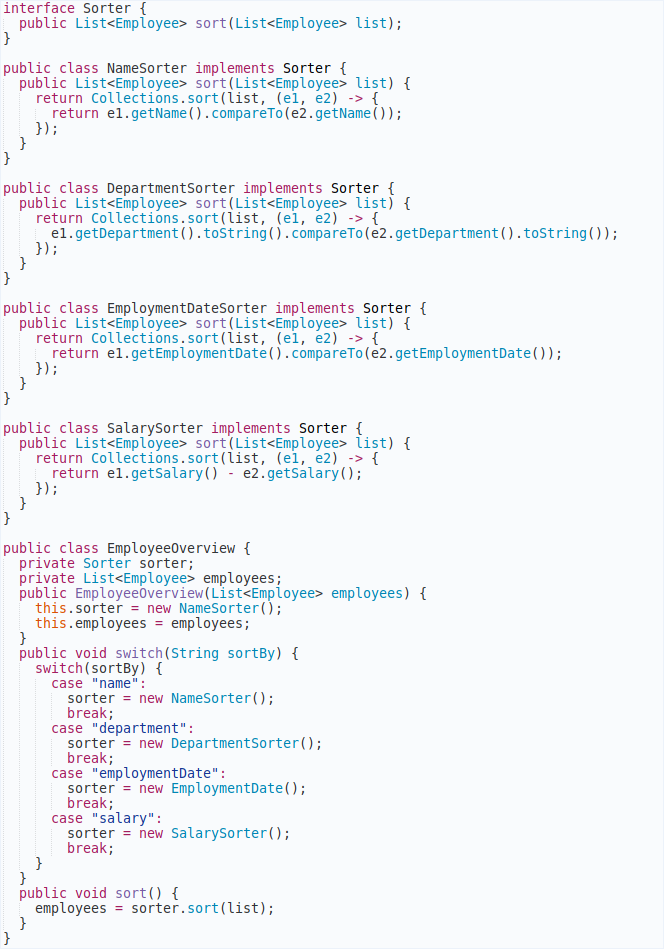 interface Sorter {
  public List<Employee> sort(List<Employee> list);
}

public class NameSorter implements Sorter {
  public List<Employee> sort(List<Employee> list) {
    return Collections.sort(list, (e1, e2) -> {
      return e1.getName().compareTo(e2.getName());
    });
  }
}

public class DepartmentSorter implements Sorter {
  public List<Employee> sort(List<Employee> list) {
    return Collections.sort(list, (e1, e2) -> {
      e1.getDepartment().toString().compareTo(e2.getDepartment().toString());
    });
  }
}

public class EmploymentDateSorter implements Sorter {
  public List<Employee> sort(List<Employee> list) {
    return Collections.sort(list, (e1, e2) -> {
      return e1.getEmploymentDate().compareTo(e2.getEmploymentDate());
    });
  }
}

public class SalarySorter implements Sorter {
  public List<Employee> sort(List<Employee> list) {
    return Collections.sort(list, (e1, e2) -> {
      return e1.getSalary() - e2.getSalary();
    });
  }
}

public class EmployeeOverview {
  private Sorter sorter;
  private List<Employee> employees;
  public EmployeeOverview(List<Employee> employees) {
    this.sorter = new NameSorter();
    this.employees = employees;
  }
  public void switch(String sortBy) {
    switch(sortBy) {
      case "name":
        sorter = new NameSorter();
        break;
      case "department":
        sorter = new DepartmentSorter();
        break;
      case "employmentDate":
        sorter = new EmploymentDate();
        break;
      case "salary":
        sorter = new SalarySorter();
        break;
    }
  }
  public void sort() {
    employees = sorter.sort(list);
  }
}